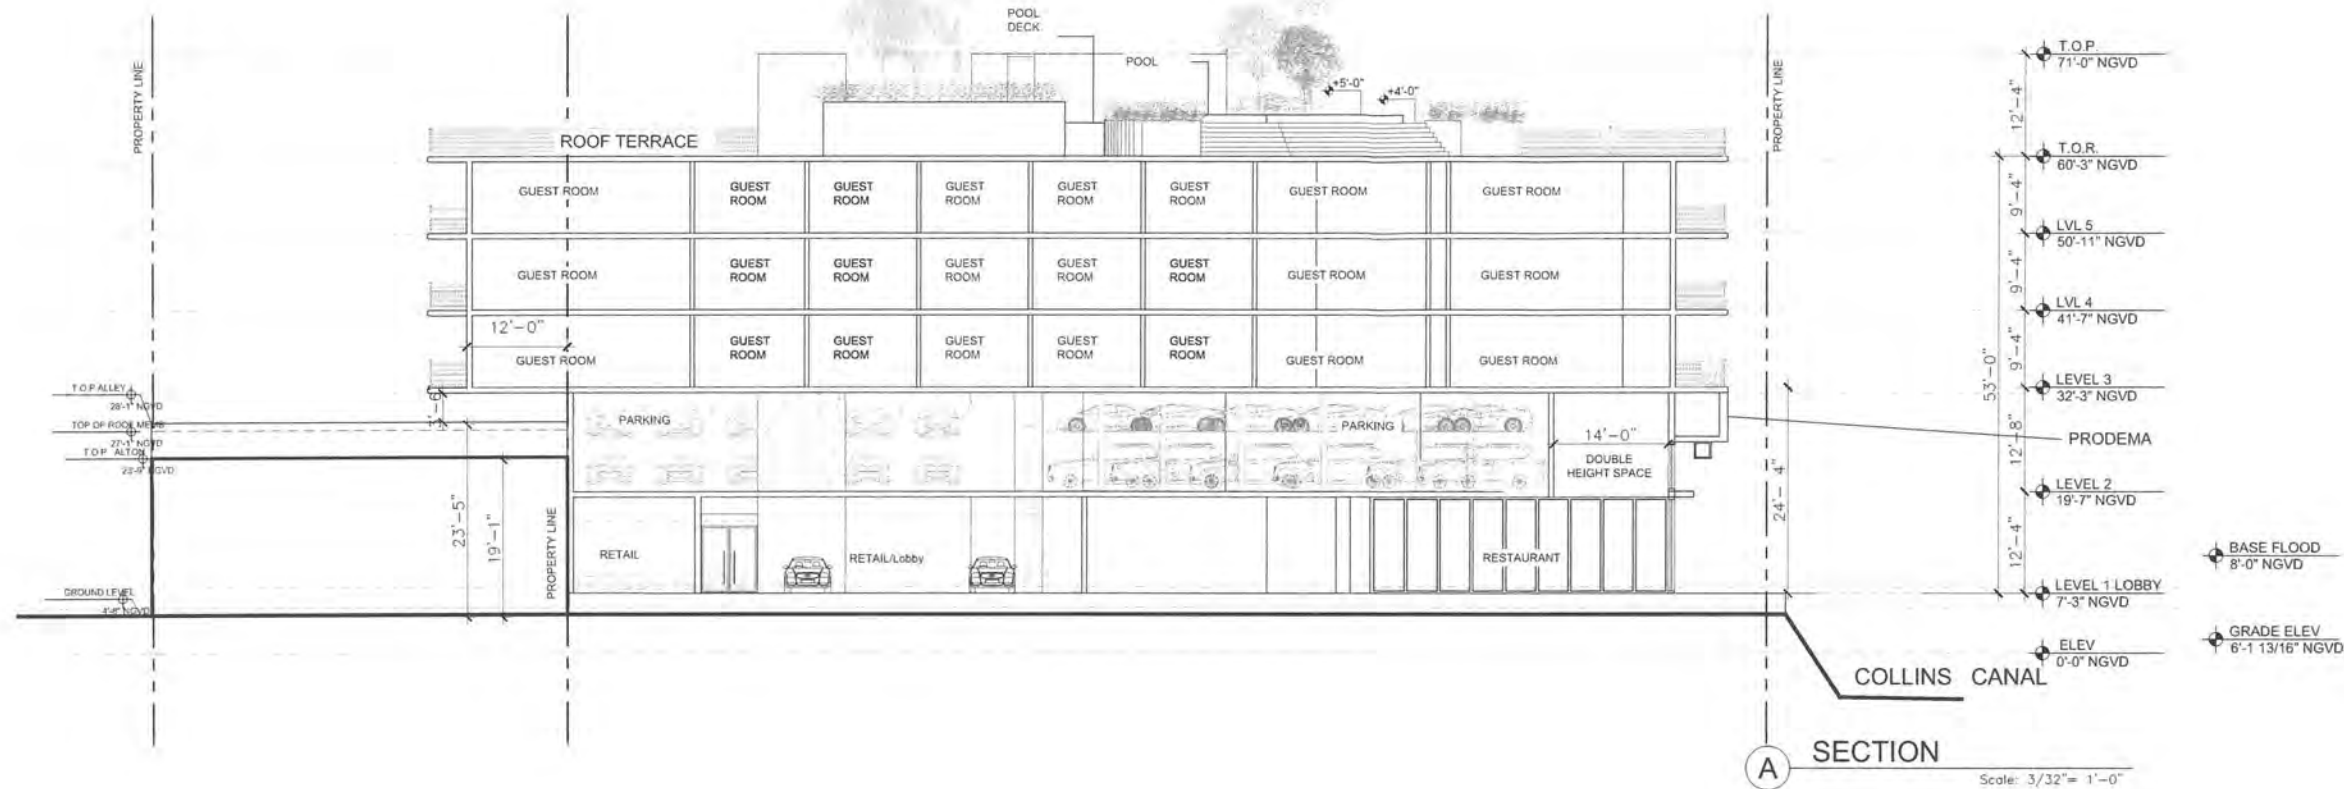 POOL
DECK
POOL
+5'-0"
+4'-0"
PROPERTY LINE
PROPERTY LINE
ROOF TERRACE
GUEST ROOM
GUEST
ROOM
GUEST
ROOM
GUEST
ROOM
GUEST
ROOM
GUEST
ROOM
GUEST ROOM
GUEST ROOM
GUEST ROOM
GUEST
ROOM
GUEST
ROOM
GUEST
ROOM
GUEST
ROOM
GUEST
ROOM
GUEST ROOM
GUEST ROOM
12'-0"
GUEST ROOM
GUEST
ROOM
GUEST
ROOM
GUEST
ROOM
GUEST
ROOM
GUEST
ROOM
GUEST ROOM
GUEST ROOM
T.O.P ALLEY
28'-1" NGVD
TOP OF ROOF MEMB
27'-1" NGVD
T.O.P ALTON
NGVD
GROUND LEVEL
4'-8" NGVD
23'-5"
19'-1"
PROPERTY LINE
PARKING
PARKING
14'-0"
DOUBLE
HEIGHT SPACE
RETAIL
RETAIL/Lobby
RESTAURANT
24'-4"
53'-0"
12'-4"
9'-4"
9'-4"
9'-4"
12'-8"
12'-4"
T.O.P.
71'-0" NGVD
T.O.R.
60'-3" NGVD
LVL 5
50'-11" NGVD
LVL 4
41'-7" NGVD
LEVEL 3
32'-3" NGVD
PRODEMA
LEVEL 2
19'-7" NGVD
LEVEL 1 LOBBY
7'-3" NGVD
ELEV
0'-0" NGVD
BASE FLOOD
8'-0" NGVD
GRADE ELEV
6'-1 13/16" NGVD
COLLINS CANAL
A
SECTION
Scale: 3/32"= 1'-0"